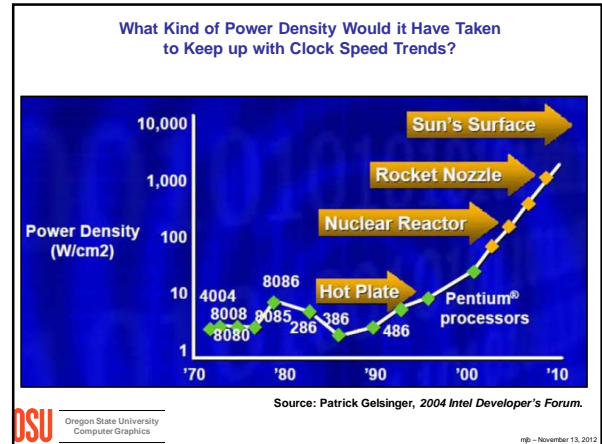 What Kind of Power Density Would it Have Taken
to Keep up with Clock Speed Trends?
10,000
Sun's Surface
1,000
Rocket Nozzle
Power Density
(W/cm2)
100
Nuclear Reactor
8086
Hot Plate
10
4004
8008
8085
8080
286
386
486
Pentium®
processors
1
'70
'80
'90
'00
'10
Source: Patrick Gelsinger, 2004 Intel Developer's Forum.
OSU
Oregon State University
Computer Graphics
mjb – November 13, 2012